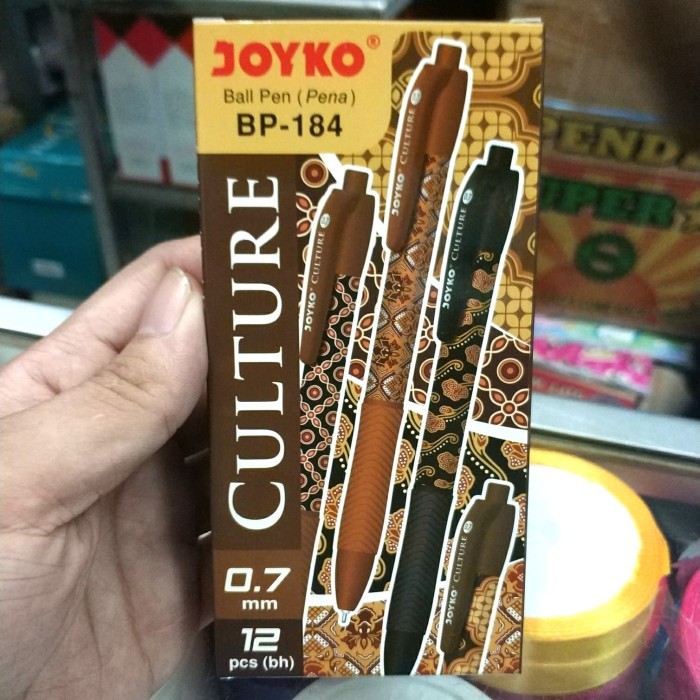 JOYKO®
Ball Pen (Pena)
BP-184
CULTURE
JOYKO CULTURE
JOYKO CULTURE
JOYKO CULTURE
JOYKO CULTURE
0.7
mm
12
pcs (bh)